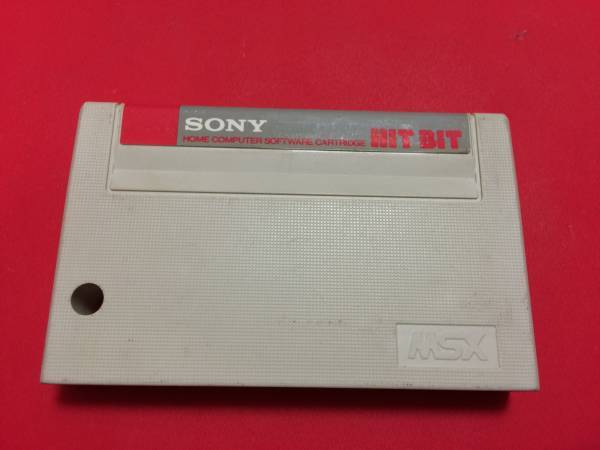 SONY
HOME COMPUTER SOFTWARE CARTRIDGE HIT BIT
MSX